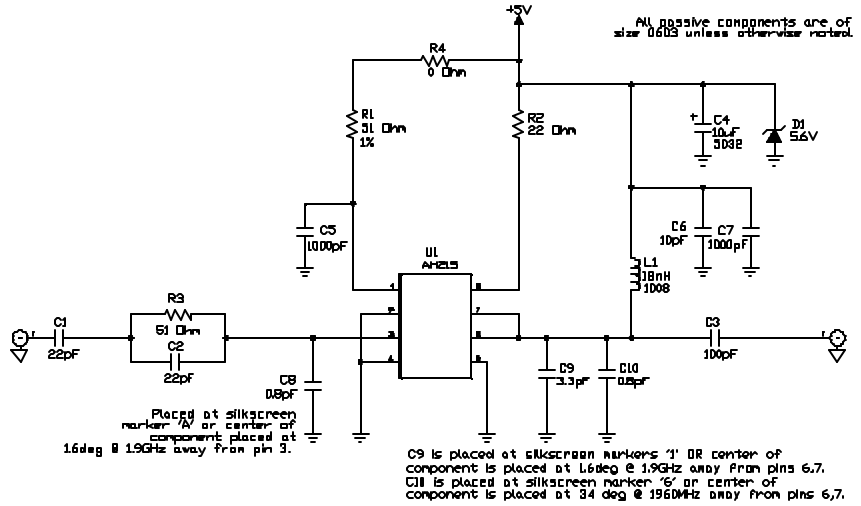 +5V
All passive components are of
size 0603 unless otherwise noted.
R4
0 Ohm
R1
51 Ohm
1%
R2
22 Ohm
C4
10uF
D1
5.6V
C5
1000pF
C6
10pF
C7
1000pF
U1
AH215
L1
18nH
1008
1
2
3
4
8
7
6
5
R3
51 Ohm
C1
22pF
C2
22pF
C3
100pF
C8
0.8pF
C9
3.3pF
C10
Placed at silkscreen
marker 'A' or center of
component placed at
1.6deg @ 1.9GHz away from pin 3.
C9 is placed at silkscreen markers '1' OR center of
component is placed at 1.6deg @ 1.9GHz away from pins 6,7.
C10 is placed at silkscreen marker '6' or center of
component is placed at 34 deg @ 1960MHz away from pins 6,7.